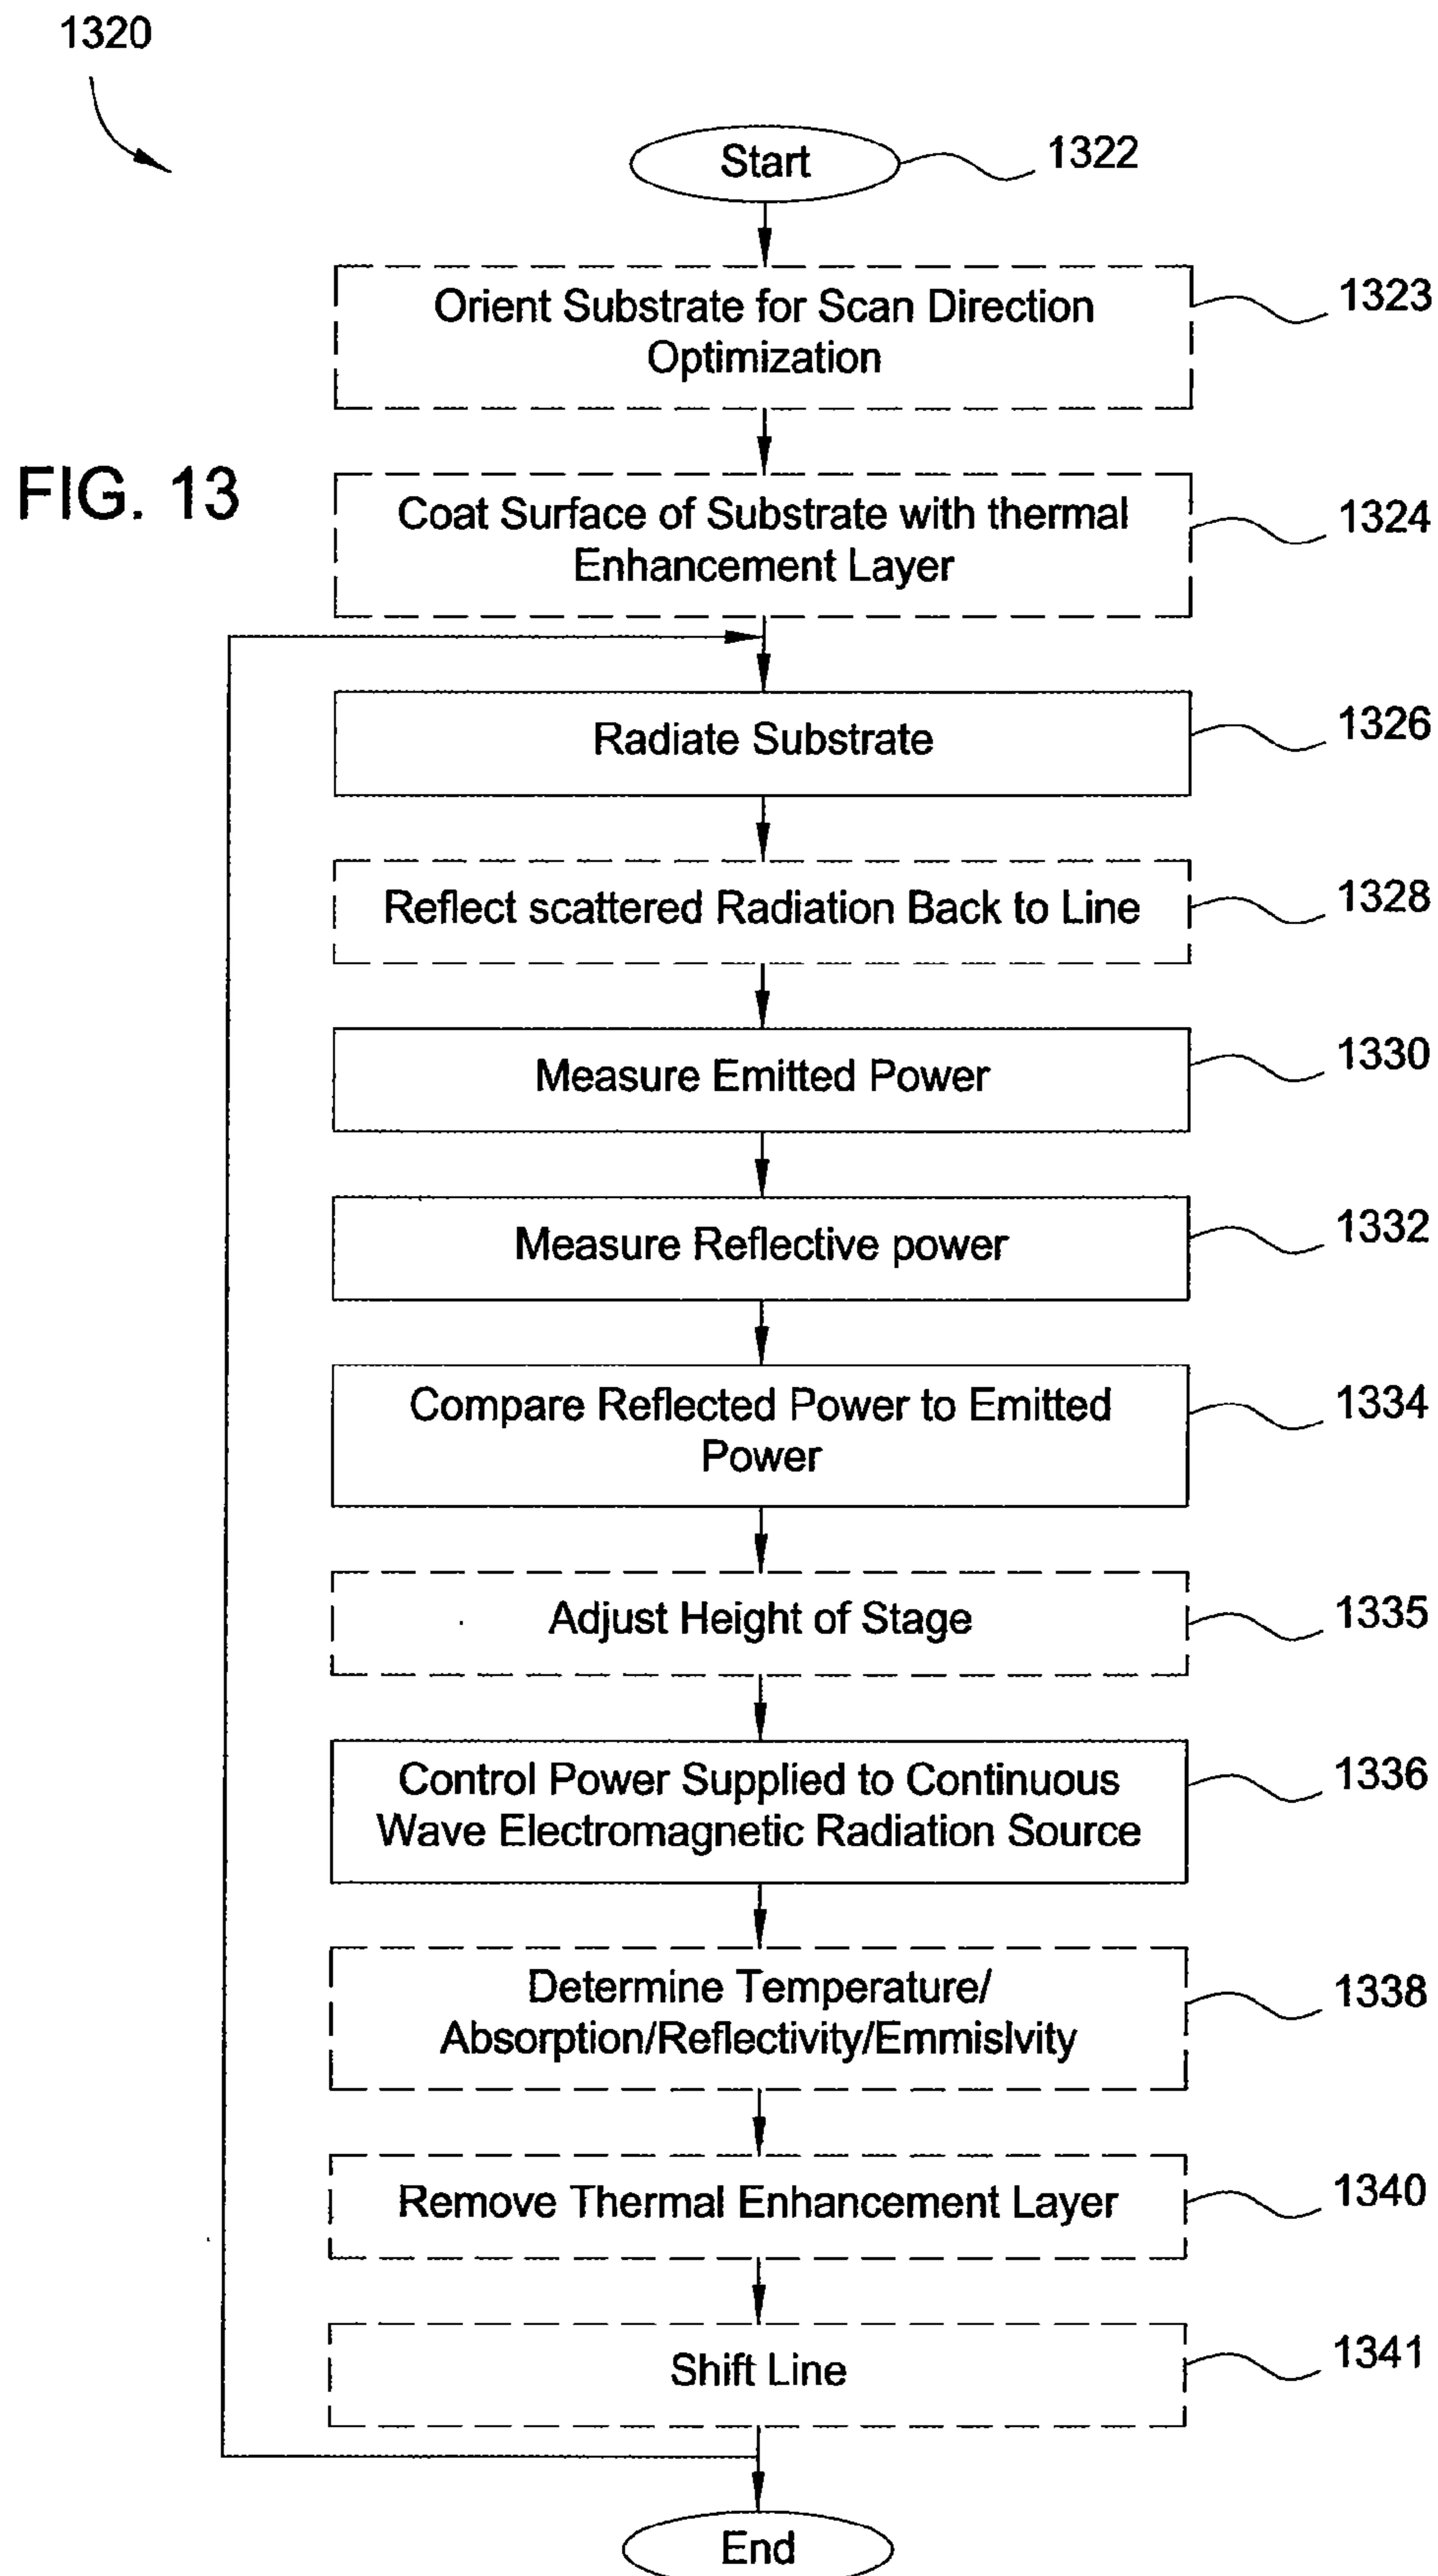 1320
Start
1322
Orient Substrate for Scan Direction
Optimization
1323
FIG. 13
Coat Surface of Substrate with thermal
Enhancement Layer
1324
Radiate Substrate
1326
Reflect scattered Radiation Back to Line
1328
Measure Emitted Power
1330
Measure Reflective power
1332
Compare Reflected Power to Emitted
Power
1334
Adjust Height of Stage
1335
Control Power Supplied to Continuous
Wave Electromagnetic Radiation Source
1336
Determine Temperature/
Absorption/Reflectivity/EmmisIvity
1338
Remove Thermal Enhancement Layer
1340
Shift Line
1341
End